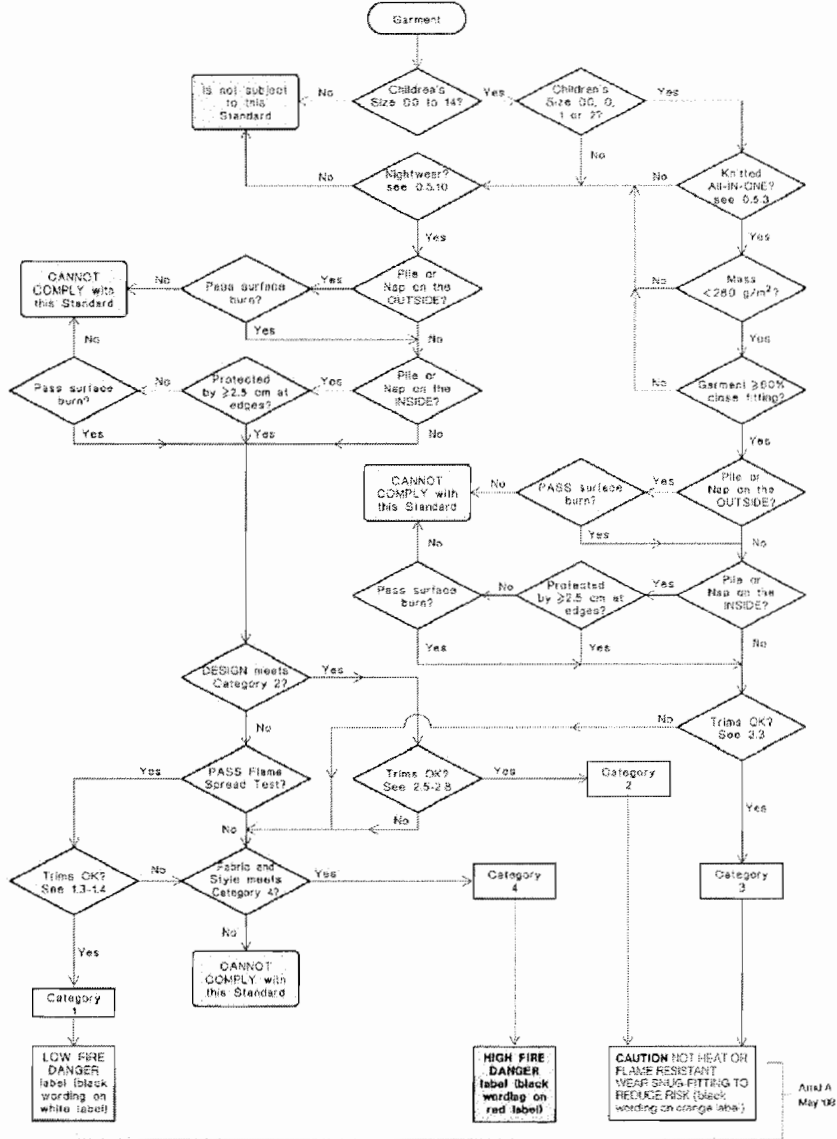 Garment
Is not subject
to this
Standard
No
Children's
Size 00 to 14?
Yes
Children's
Size 00, 0,
1 or 2?
Yes
No
No
Nightwear?
see 0.5.10
No
Knitted
All-IN-ONE?
see 0.5.3
Yes
Yes
CANNOT
COMPLY with
this Standard
No
Pass surface
burn?
Yes
Pile or
Nap on the
OUTSIDE?
No
Mass
<280 g/m²?
Yes
No
No
Yes
Pass surface
burn?
No
Protected
by ⩾2.5 cm at
edges?
Yes
Pile or
Nap on the
INSIDE?
No
Garment ⩾80%
close fitting?
Yes
Yes
No
Yes
CANNOT
COMPLY with
this Standard
No
PASS surface
burn?
Yes
Pile or
Nap on the
OUTSIDE?
Yes
No
No
Pass surface
burn?
No
Protected
by ⩾2.5 cm at
edges?
Yes
Pile or
Nap on the
INSIDE?
Yes
Yes
No
DESIGN meets
Category 2?
Yes
No
No
Trims OK?
See 3.3
Yes
PASS Flame
Spread Test?
Trims OK?
See 2.5-2.8
Yes
Category
2
Yes
No
No
Trims OK?
See 1.3-1.4
No
Fabric and
Style meets
Category 4?
Yes
Category
4
Category
3
Yes
No
CANNOT
COMPLY with
this Standard
Category
1
LOW FIRE
DANGER
label (black
wording on
white label)
HIGH FIRE
DANGER
label (black
wording on
red label)
CAUTION NOT HEAT OR
FLAME RESISTANT
WEAR SNUG-FITTING TO
REDUCE RISK (black
wording on orange label)
Amd A
May '08